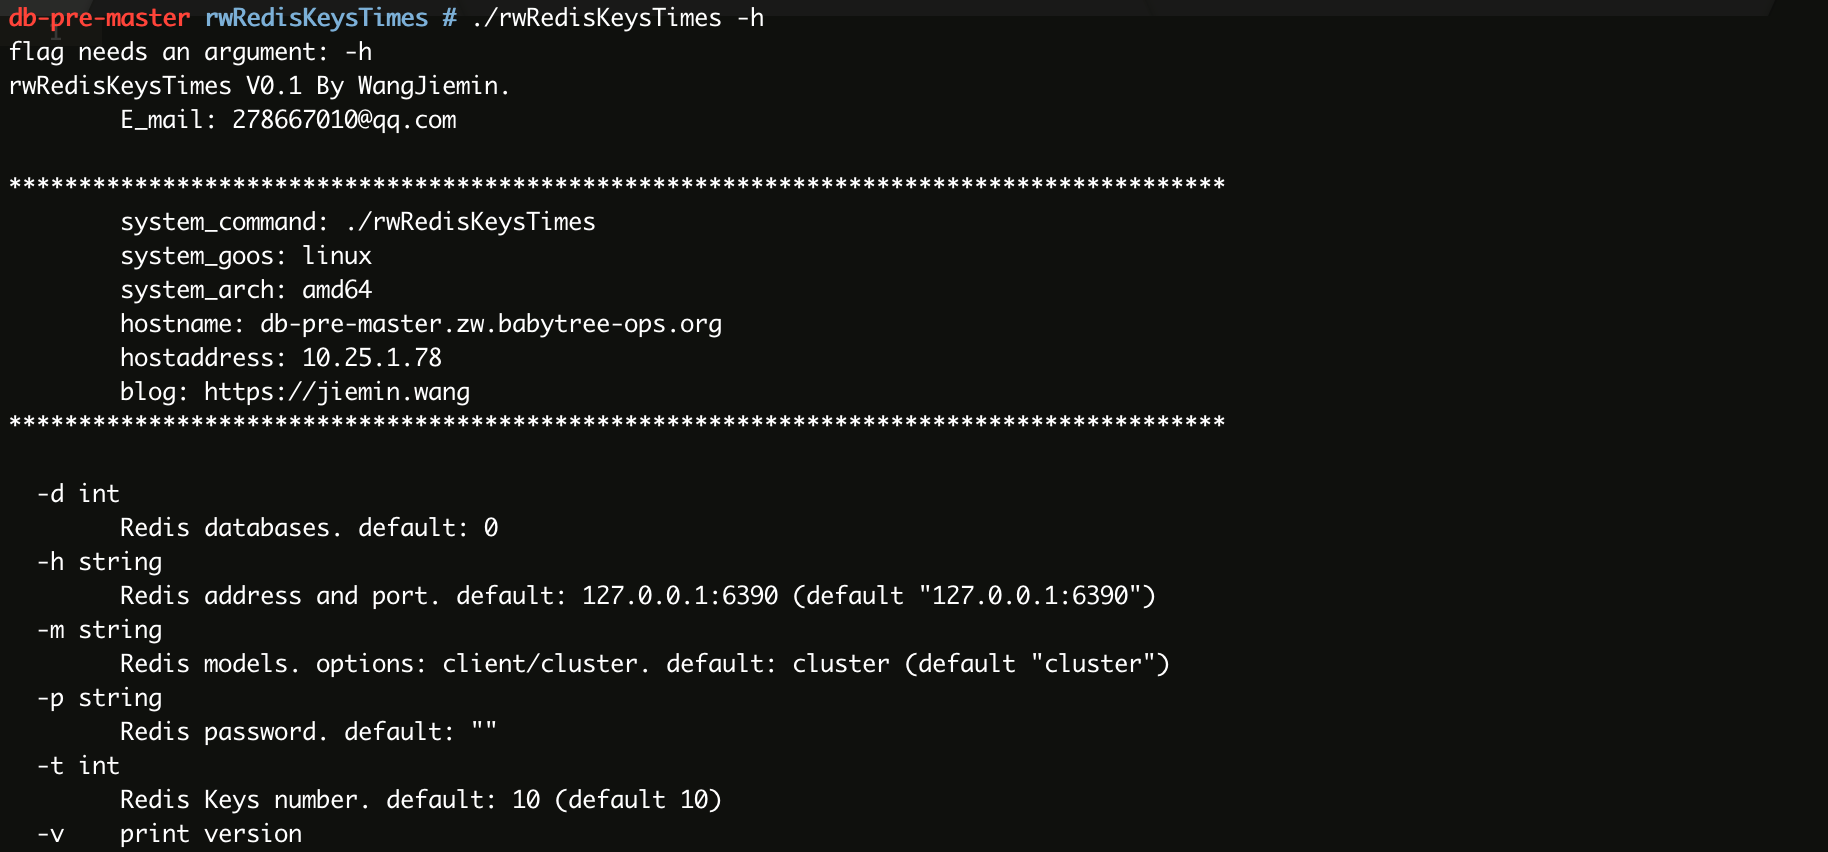 db-pre-master rwRedisKeysTimes # ./rwRedisKeysTimes -h
flag needs an argument: -h
rwRedisKeysTimes V0.1 By WangJiemin.
E_mail: 278667010@qq.com
***************************************************************************************
system_command: ./rwRedisKeysTimes
system_goos: linux
system_arch: amd64
hostname: db-pre-master.zw.babytree-ops.org
hostaddress: 10.25.1.78
blog: https://jiemin.wang
***************************************************************************************
-d int
Redis databases. default: 0
-h string
Redis address and port. default: 127.0.0.1:6390 (default "127.0.0.1:6390")
-m string
Redis models. options: client/cluster. default: cluster (default "cluster")
-p string
Redis password. default: ""
-t int
Redis Keys number. default: 10 (default 10)
-v    print version